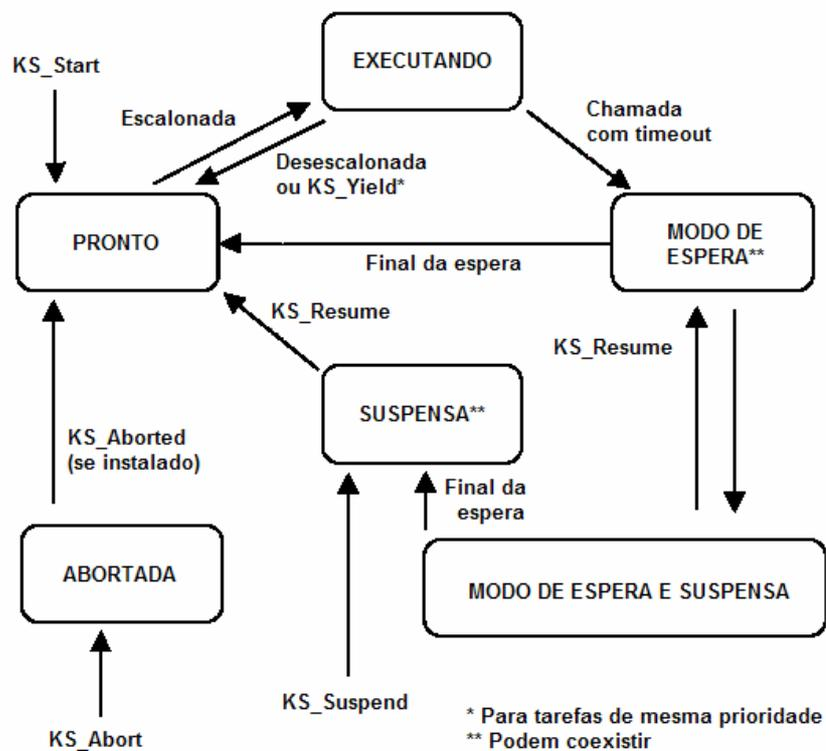 EXECUTANDO
KS_Start
Escalonada
Chamada
com timeout
Desescalonada
ou KS_Yield*
PRONTO
MODO DE
ESPERA**
Final da espera
KS_Resume
KS_Resume
SUSPENSA**
KS_Aborted
(se instalado)
Final da
espera
ABORTADA
MODO DE ESPERA E SUSPENSA
KS_Suspend
KS_Abort
* Para tarefas de mesma prioridade
** Podem coexistir